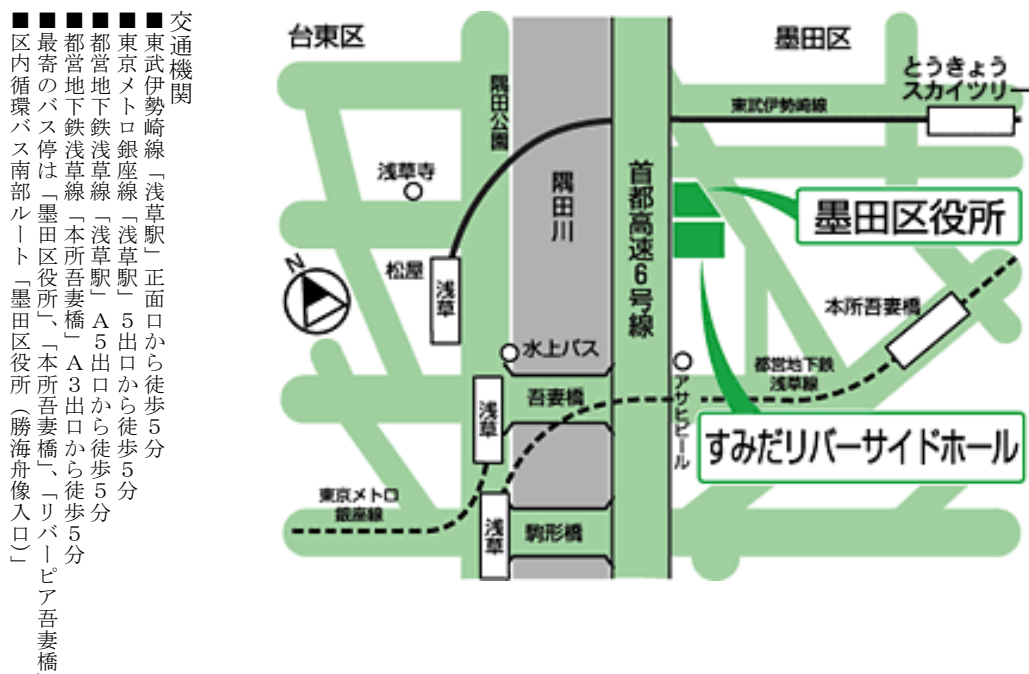 交通機関
■東武伊勢崎線「浅草駅」正面口から徒歩5分
■東京メトロ銀座線「浅草駅」5出口から徒歩5分
■都営地下鉄浅草線「浅草駅」A5出口から徒歩5分
■都営地下鉄浅草線「本所吾妻橋」A3出口から徒歩5分
■最寄のバス停は「墨田区役所」、「本所吾妻橋」、「リバーピア吾妻橋」
■区内循環バス南部ルート「墨田区役所（勝海舟像入口）」
台東区
墨田区
とうきょう
スカイツリー
東武伊勢崎線
隅田公園
浅草寺
隅田川
首都高速6号線
墨田区役所
N
松屋
浅草
本所吾妻橋
水上バス
都営地下鉄
浅草線
吾妻橋
浅草
アサヒビール
すみだリバーサイドホール
東京メトロ
銀座線
浅草
駒形橋